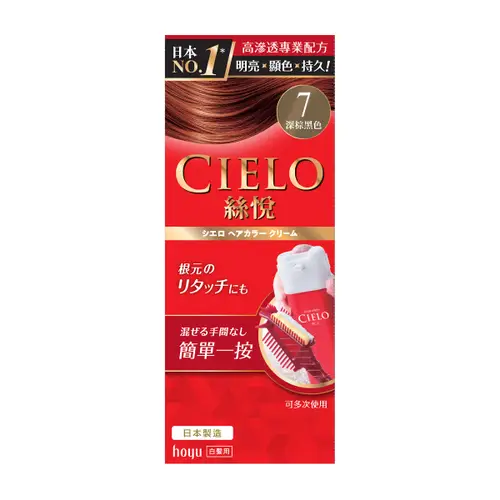 日本
NO.1*
高滲透專業配方
明亮×顯色×持久!
7
深棕黑色
CIELO
絲悅
シエロ ヘアカラー クリーム
根元の
リタッチにも
CIELO
混ぜる手間なし
簡單一按
可多次使用
日本製造
hoyu 白髮用